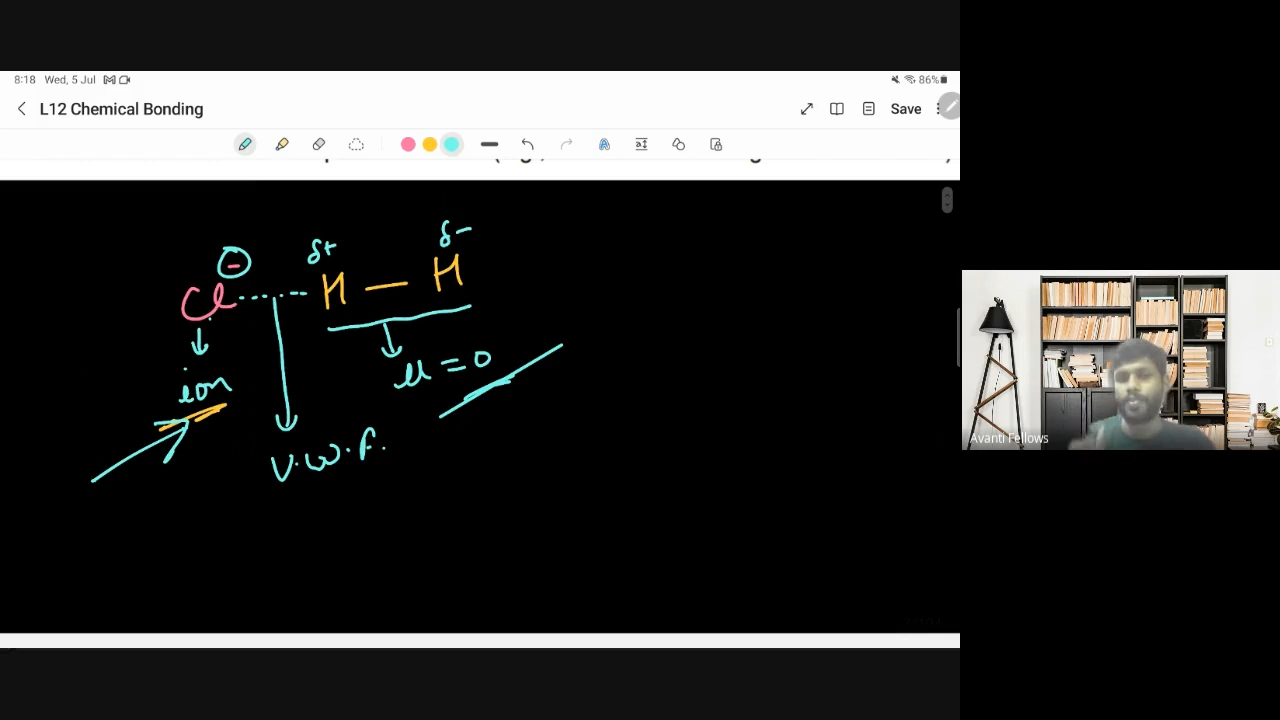 8:18 Wed, 5 Jul 86%
L12 Chemical Bonding
Save
δ+ δ-
Cl⊖ ...... H — H
ion
μ = 0
V.W.F.
Avanti Fellows